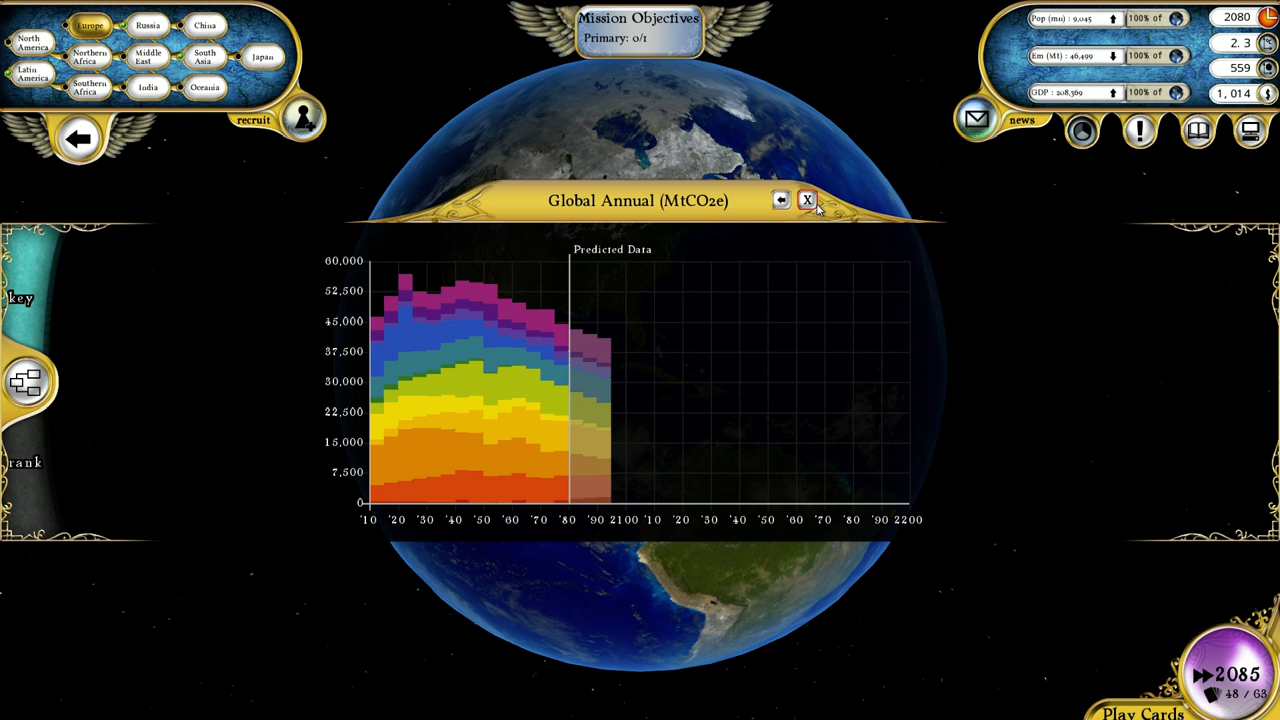 North America
Latin America
Europe
Russia
China
Northern Africa
Middle East
South Asia
Japan
Southern Africa
India
Oceania
recruit
Mission Objectives
Primary: 0/1
Pop (mn) : 9,045
100% of
2080
Em (Mt) : 46,499
100% of
2. 3
559
GDP : 208,369
100% of
1, 014
news
Global Annual (MtCO2e)
X
Predicted Data
60,000
52,500
45,000
37,500
30,000
22,500
15,000
7,500
0
'10 '20 '30 '40 '50 '60 '70 '80 '90 2100 '10 '20 '30 '40 '50 '60 '70 '80 '90 2200
key
rank
2085
48 / 63
Play Cards